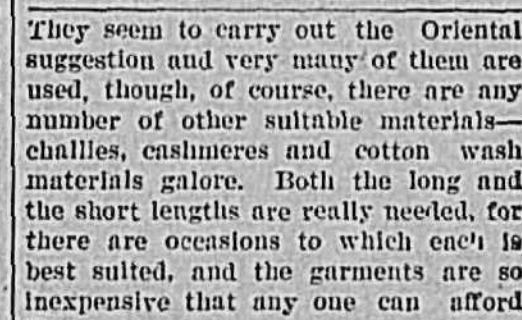 They seem to carry out the Oriental
suggestion and very many of them are
used, though, of course, there are any
number of other suitable materials—
challies, cashmeres and cotton wash
materials galore. Both the long and
the short lengths are really needed, for
there are occasions to which each is
best suited, and the garments are so
inexpensive that any one can afford